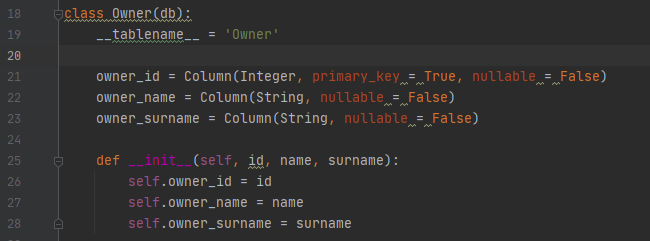 18 class Owner(db):
19 __tablename__ = 'Owner'
20
21 owner_id = Column(Integer, primary_key = True, nullable = False)
22 owner_name = Column(String, nullable = False)
23 owner_surname = Column(String, nullable = False)
24
25 def __init__(self, id, name, surname):
26 self.owner_id = id
27 self.owner_name = name
28 self.owner_surname = surname